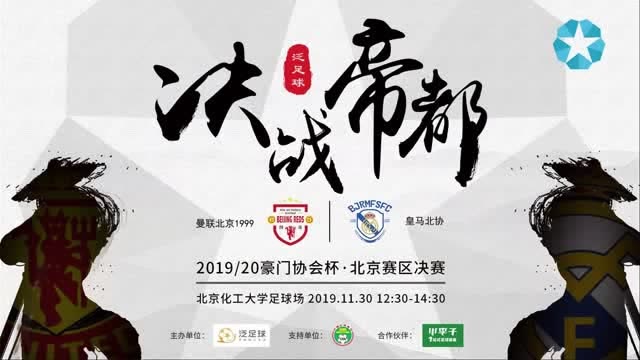 泛足球
决战帝都
曼联北京1999
BEIJING REDS
BJRMFSFC
皇马北协
2019/20豪门协会杯·北京赛区决赛
北京化工大学足球场 2019.11.30 12:30-14:30
主办单位：
泛足球
支持单位：
合作伙伴：
小李子